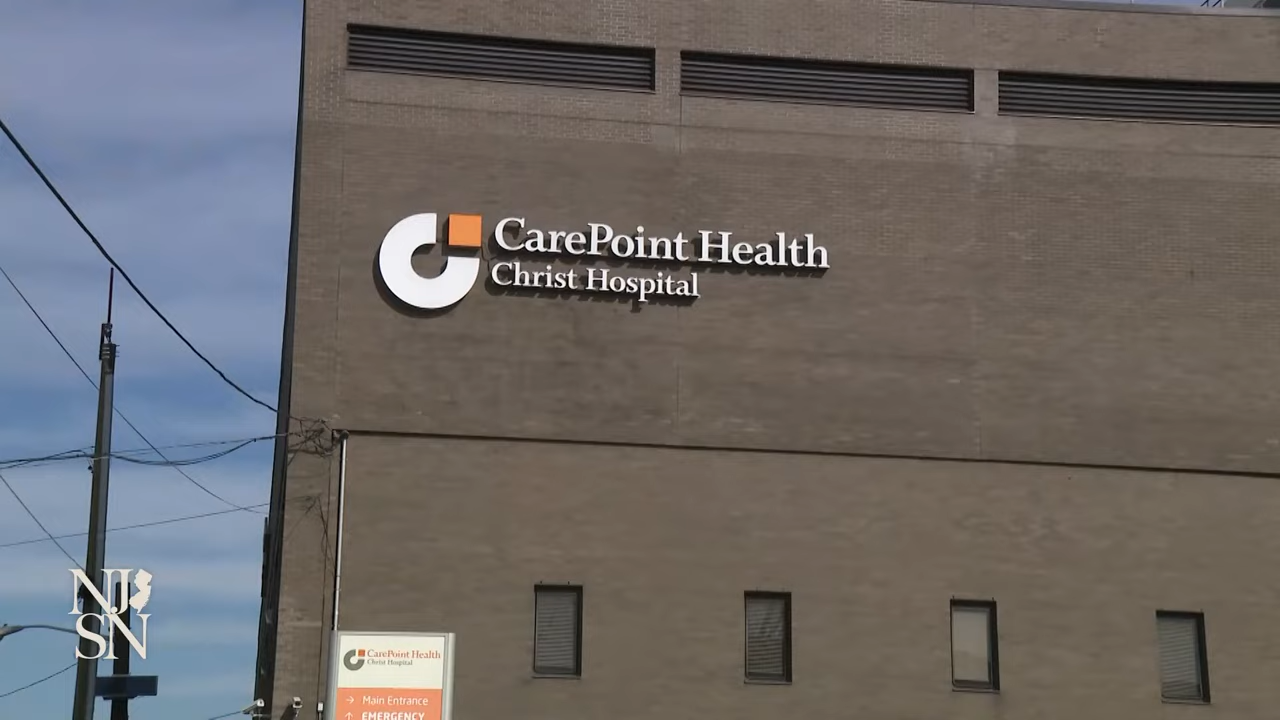 CarePoint Health
Christ Hospital
NJ
SN
CarePoint Health
Christ Hospital
→ Main Entrance
↑ EMERGENCY